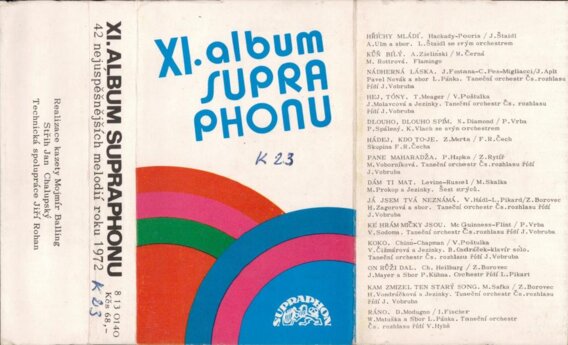 Realizace kazety Mojmír Balling
Střih Jan Chalupský
Technická spolupráce Jiří Rohan
XI. ALBUM SUPRAPHONU
42 nejúspěšnějších melodií roku 1972
8 13 0140
Kčs 68,-
K 23
XI. album
SUPRA
PHONU
K 23
SUPRAPHON
HŘÍCHY MLÁDÍ. Hackady-Pouris / J. Štaidl
A. Ulm a sbor. L. Štaidl se svým orchestrem
KŮŇ BÍLÝ. A. Zieliński / M. Černý
M. Rottrová. Flamingo
NÁDHERNÁ LÁSKA. J. Fontana-C. Pes-Migliacci/J. Aplt
Pavel Novák a sbor L. Pánka. Taneční orchestr Čs. rozhlasu
řídí J. Vobruba
HEJ, TÓNY. T. Meager / V. Poštulka
J. Malavcová a Jezinky. Taneční orchestr Čs. rozhlasu
řídí J. Vobruba
DLOUHO, DLOUHO SPÍM. N. Diamond / P. Vrba
P. Spálený. K. Vlach se svým orchestrem
HÁDEJ, KDO TO JE. Z. Merta / F. R. Čech
Skupina F. R. Čecha
PANE MAHARADŽA. P. Hapka / Z. Rytíř
M. Voborníková. Taneční orchestr Čs. rozhlasu řídí
J. Vobruba
DÁM TI MAT. Levine-Russel / M. Skalka
M. Prokop a Jezinky. Šest strýců.
JÁ JSEM TVÁ NEZNÁMÁ. V. Hádl-L. Pikard/Z. Borovec
H. Zagorová a sbor. Taneční orchestr Čs. rozhlasu řídí
J. Vobruba
KE HRÁM MÍČKY JSOU. Mc Guinness-Flint / P. Vrba
V. Sodoma. Taneční orchestr Čs. rozhlasu řídí J. Vobruba
KOKO. Chinn-Chapman / V. Poštulka
V. Čižmárová a Jezinky. B. Ondráček-klavír sólo.
Taneční orchestr Čs. rozhlasu řídí J. Vobruba
ON RŮŽI DAL. Ch. Heilburg / Z. Borovec
J. Mayer a Sbor P. Kühna. Orchestr řídí L. Pikart
KAM ZMIZEL TEN STARÝ SONG. M. Safka / Z. Borovec
H. Vondráčková a Jezinky. Taneční orchestr Čs. rozhlasu řídí
J. Vobruba
RÁNO. D. Modugno / I. Fischer
W. Matuška a Sbor L. Pánka. Taneční orchestr
Čs. rozhlasu řídí V. Hybš